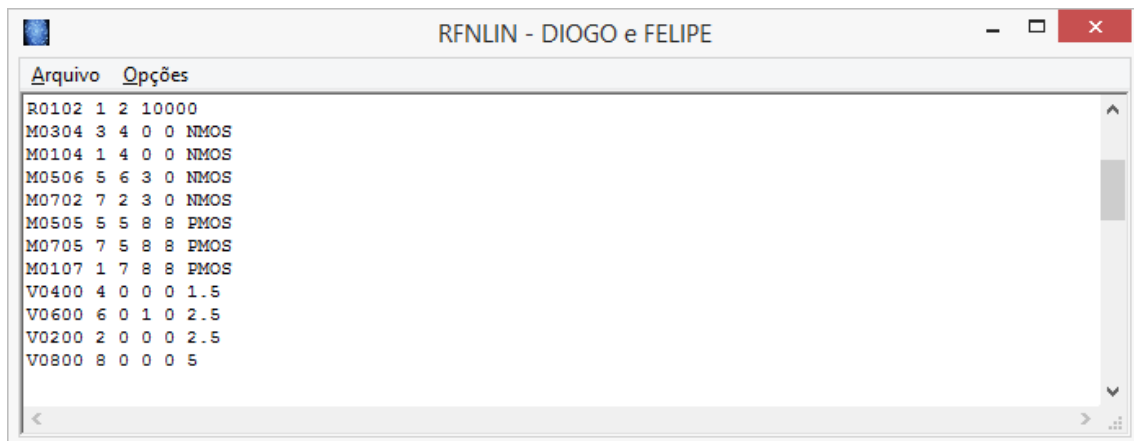 RFNLIN - DIOGO e FELIPE
Arquivo Opções
R0102 1 2 10000
M0304 3 4 0 0 NMOS
M0104 1 4 0 0 NMOS
M0506 5 6 3 0 NMOS
M0702 7 2 3 0 NMOS
M0505 5 5 8 8 PMOS
M0705 7 5 8 8 PMOS
M0107 1 7 8 8 PMOS
V0400 4 0 0 0 1.5
V0600 6 0 1 0 2.5
V0200 2 0 0 0 2.5
V0800 8 0 0 0 5